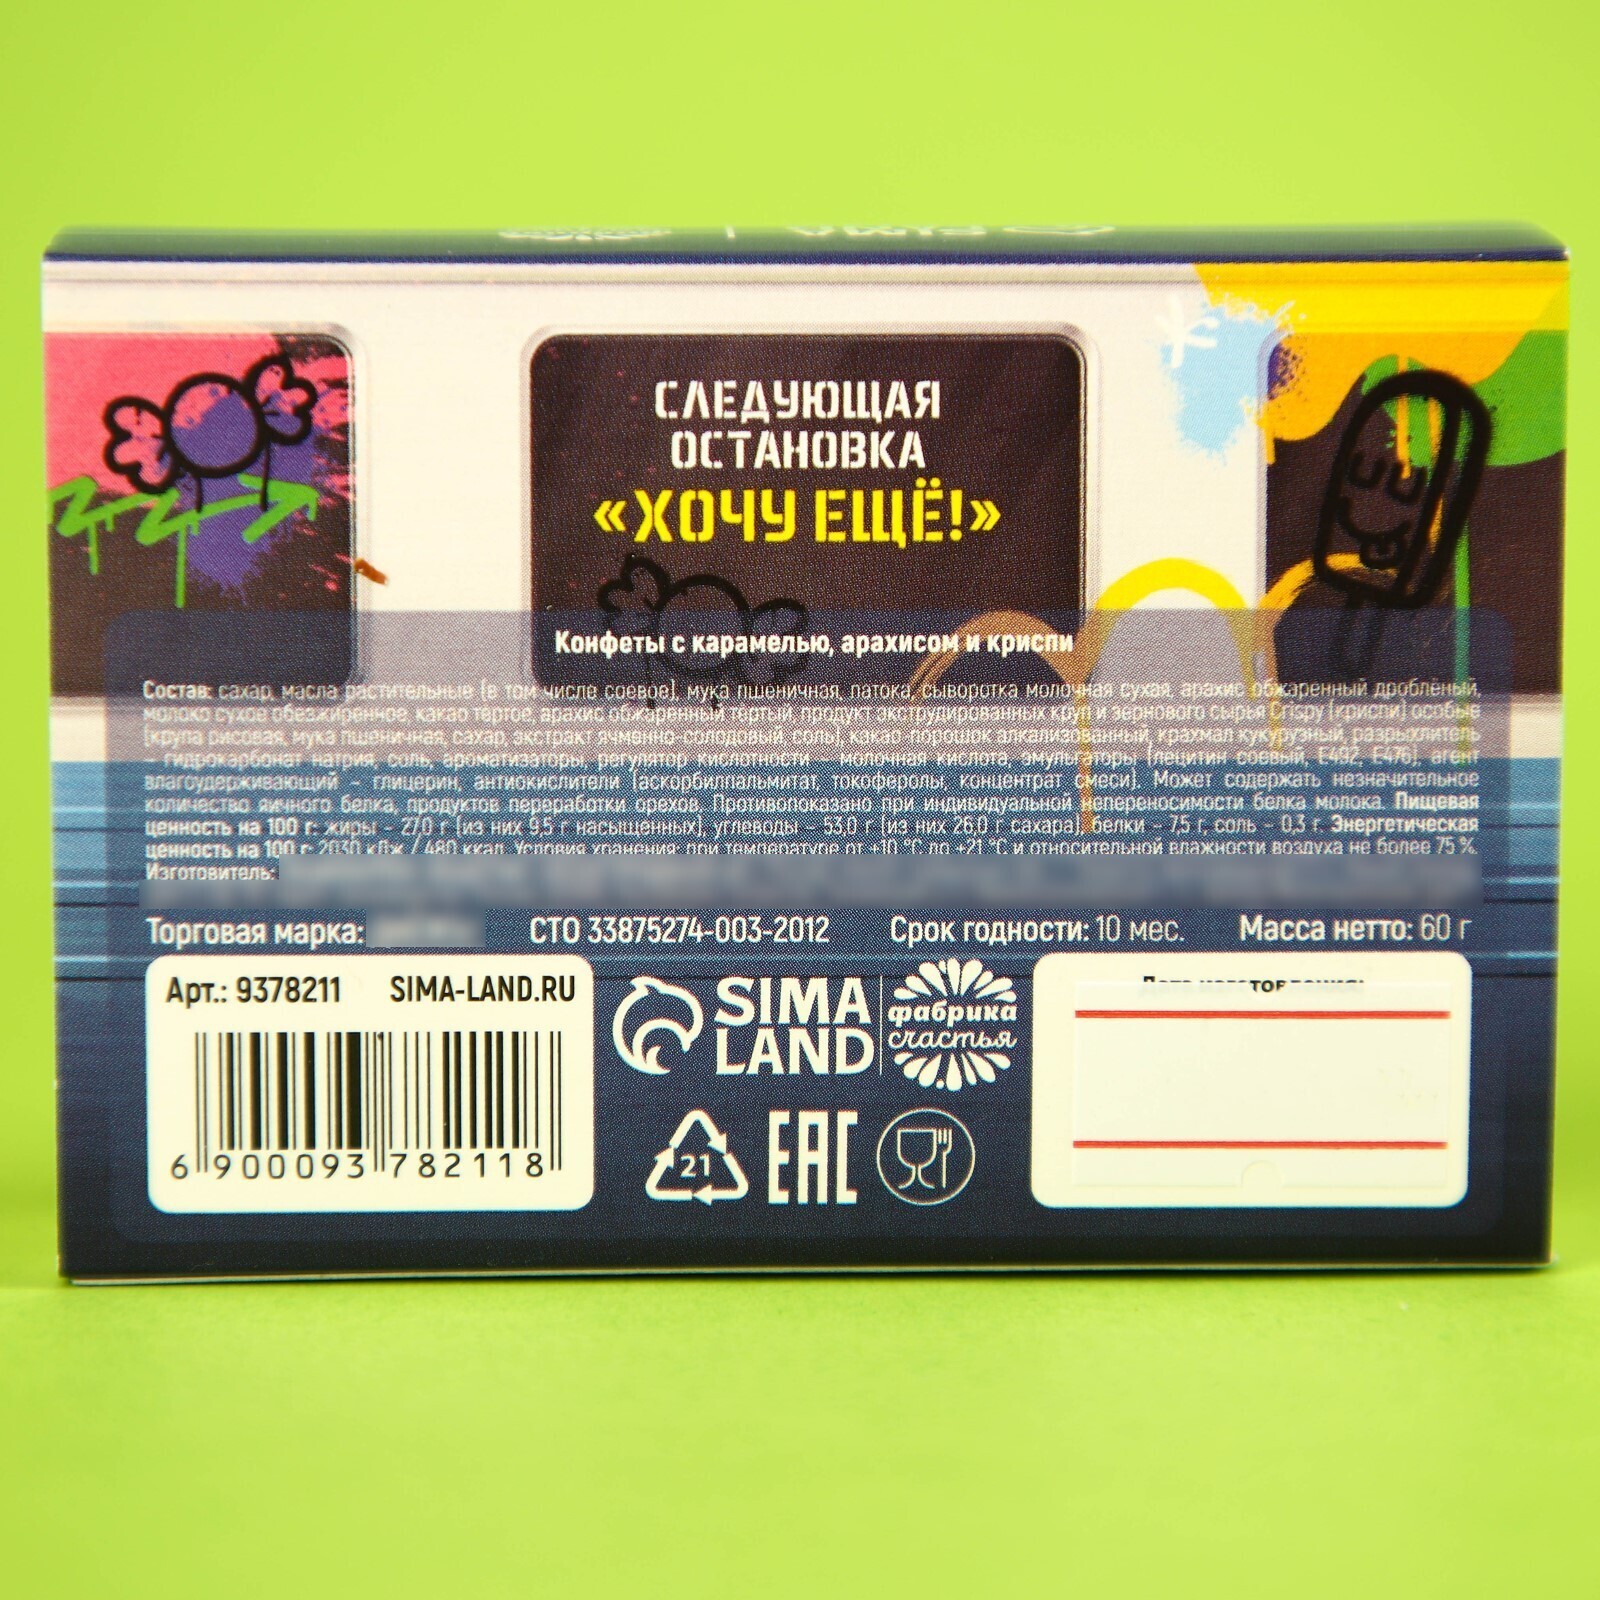 СЛЕДУЮЩАЯ
ОСТАНОВКА
«ХОЧУ ЕЩЁ!»
Конфеты с карамелью, арахисом и криспи
Состав: сахар, масла растительные (в том числе соевое), мука пшеничная, патока, сыворотка молочная сухая, арахис обжаренный дроблёный,
молоко сухое обезжиренное, какао тертое, арахис обжаренный тёртый, продукт экструдированных круп и зернового сырья Crispy (криспи) особые
(крупа рисовая, мука пшеничная, сахар, экстракт ячменно-солодовый, соль), какао-порошок алкализованный, крахмал кукурузный, разрыхлитель
– гидрокарбонат натрия, соль, ароматизаторы, регулятор кислотности – молочная кислота, эмульгаторы (лецитин соевый, Е492, Е476), агент
влагоудерживающий – глицерин, антиокислители (аскорбилпальмитат, токоферолы, концентрат смеси). Может содержать незначительное
количество яичного белка, продуктов переработки орехов. Противопоказано при индивидуальной непереносимости белка молока. Пищевая
ценность на 100 г: жиры – 27,0 г (из них 9,5 г насыщенных), углеводы – 53,0 г (из них 26,0 г сахара), белки – 7,5 г, соль – 0,3 г. Энергетическая
ценность на 100 г: 2030 кДж / 480 ккал. Условия хранения: при температуре от +10 °C до +21 °C и относительной влажности воздуха не более 75 %.
Изготовитель:
Торговая марка: СТО 33875274-003-2012 Срок годности: 10 мес. Масса нетто: 60 г
Арт.: 9378211 SIMA-LAND.RU
SIMA
LAND
фабрика
счастья
Дата изготовления:
6 900093 782118
21
EAC